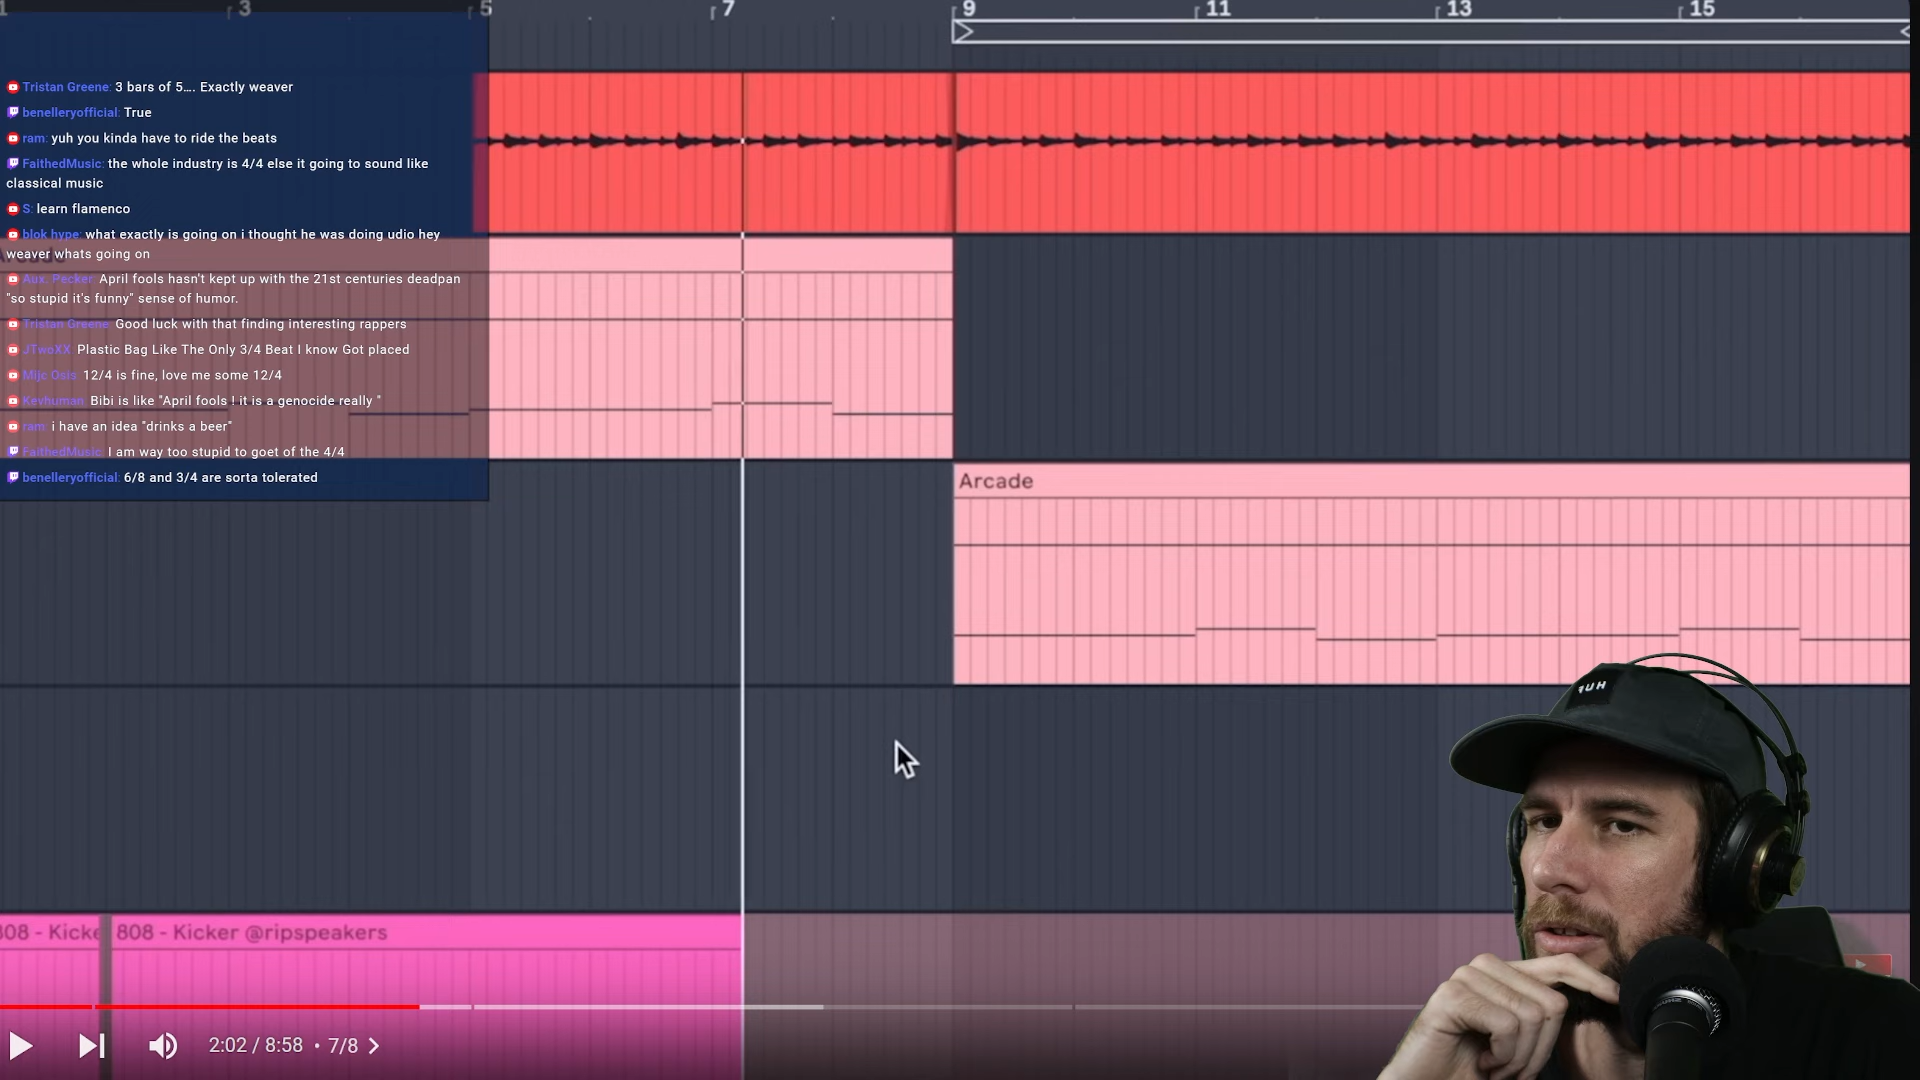 1 3 5 7 9 11 13 15
Tristan Greene: 3 bars of 5.... Exactly weaver
benelleryofficial: True
ram: yuh you kinda have to ride the beats
FaithedMusic: the whole industry is 4/4 else it going to sound like
classical music
S: learn flamenco
blok hype: what exactly is going on i thought he was doing udio hey
weaver whats going on
Aux. Pecker: April fools hasn't kept up with the 21st centuries deadpan
"so stupid it's funny" sense of humor.
Tristan Greene: Good luck with that finding interesting rappers
JTwoXX: Plastic Bag Like The Only 3/4 Beat I know Got placed
Mijc Osis: 12/4 is fine, love me some 12/4
Kevhuman: Bibi is like "April fools ! it is a genocide really "
ram: i have an idea "drinks a beer"
FaithedMusic: I am way too stupid to goet of the 4/4
benelleryofficial: 6/8 and 3/4 are sorta tolerated
Arcade
808 - Kicke 808 - Kicker @ripspeakers
2:02 / 8:58 • 7/8